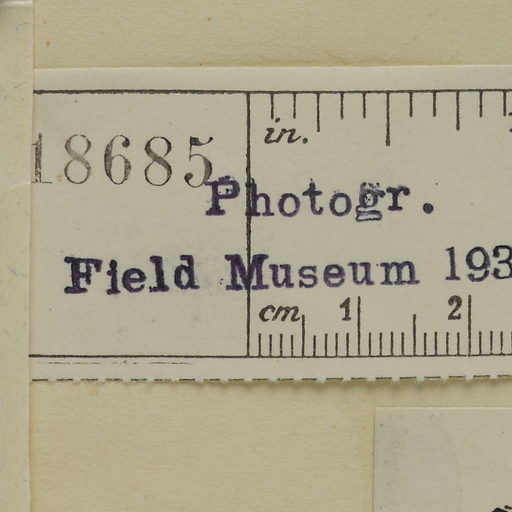 in.
18685
Photogr.
Field Museum 193
cm 1 2